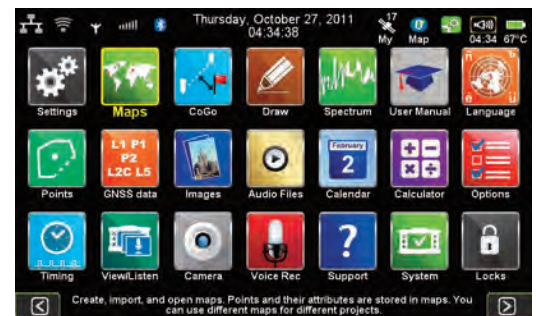 Thursday, October 27, 2011
04:34:38
17
My
Map
04:34 67°C
Settings
Maps
CoGo
Draw
Spectrum
User Manual
Language
L1 P1
P2
L2C L5
February
2
Points
GNSS data
Images
Audio Files
Calendar
Calculator
Options
?
Timing
View/Listen
Camera
Voice Rec
Support
System
Locks
Create, import, and open maps. Points and their attributes are stored in maps. You
can use different maps for different projects.